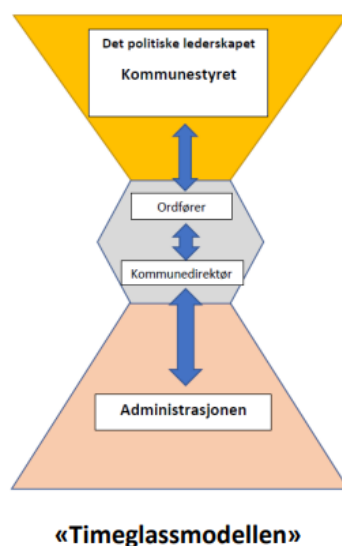 Det politiske lederskapet
Kommunestyret
Ordfører
Kommunedirektør
Administrasjonen
«Timeglassmodellen»